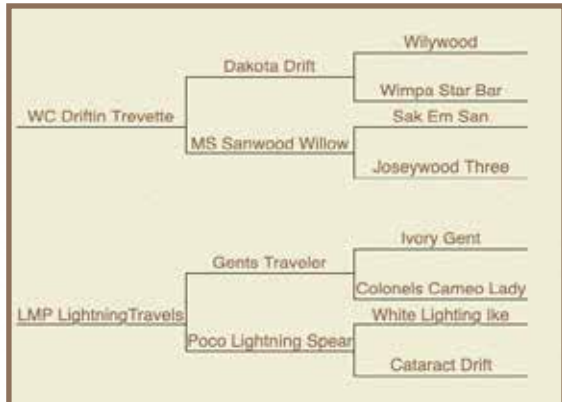 Wilywood
Dakota Drift
Wimpa Star Bar
WC Driftin Trevette
Sak Em San
MS Sanwood Willow
Joseywood Three
Ivory Gent
Gents Traveler
Colonels Cameo Lady
LMP LightningTravels
White Lighting Ike
Poco Lightning Spear
Cataract Drift